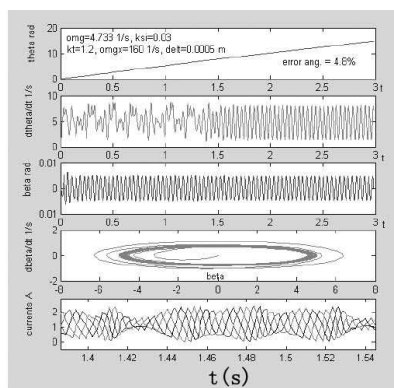 theta rad
20
10
0
omg=4.733 1/s, ksi=0.03
kt=1.2, omgx=160 1/s, delt=0.0005 m
error ang. = 4.8%
0 0.5 1 1.5 2 2.5 3 t
dttheta/dt 1/s
10
5
0
0 0.5 1 1.5 2 2.5 3
t
beta rad
0.01
0
0.01
0 0.5 1 1.5 2 2.5 3
t
dbeta/dt 1/s
2
0
-2
beta
-8 -6 -4 -2 0 2 4 6 8
currents A
2
1
0
1.4 1.42 1.44 1.46 1.48 1.5 1.52 1.54
t(s)